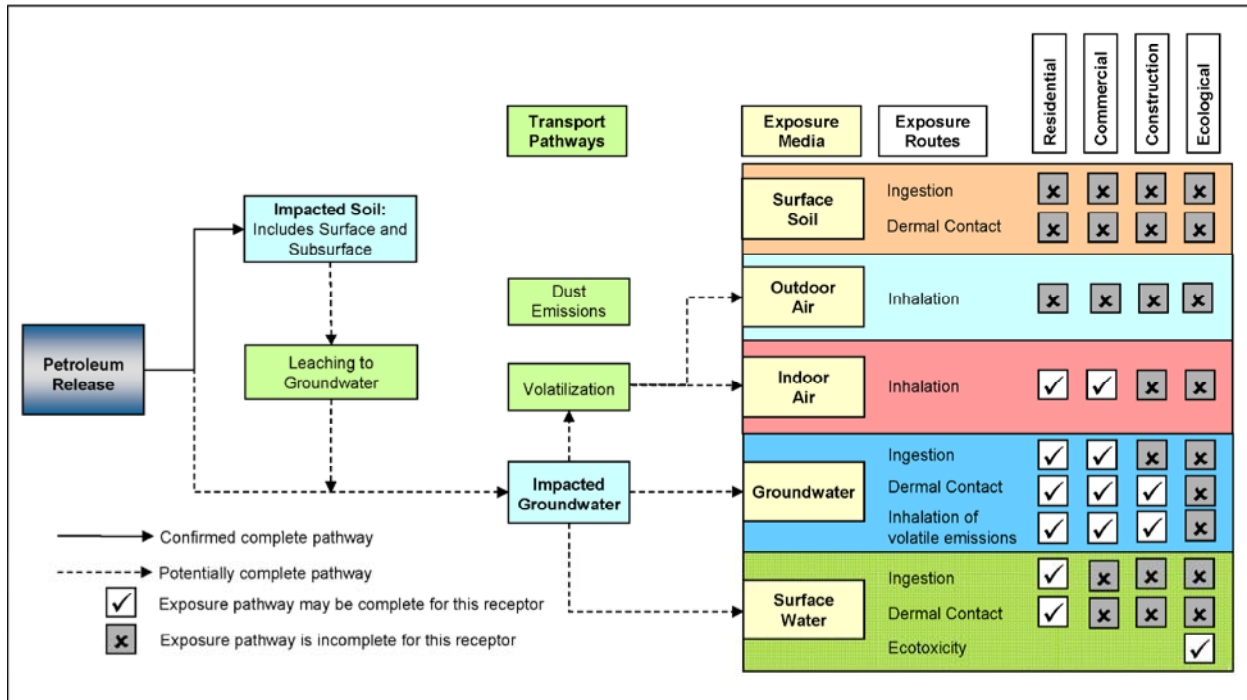 Residential
Commercial
Construction
Ecological
Transport
Pathways
Exposure
Media
Exposure
Routes
Impacted Soil:
Includes Surface and
Subsurface
Surface
Soil
Ingestion
Dermal Contact
Dust
Emissions
Outdoor
Air
Inhalation
Petroleum
Release
Leaching to
Groundwater
Volatilization
Indoor
Air
Inhalation
Impacted
Groundwater
Groundwater
Ingestion
Dermal Contact
Inhalation of
volatile emissions
Confirmed complete pathway
Potentially complete pathway
Exposure pathway may be complete for this receptor
Exposure pathway is incomplete for this receptor
Surface
Water
Ingestion
Dermal Contact
Ecotoxicity